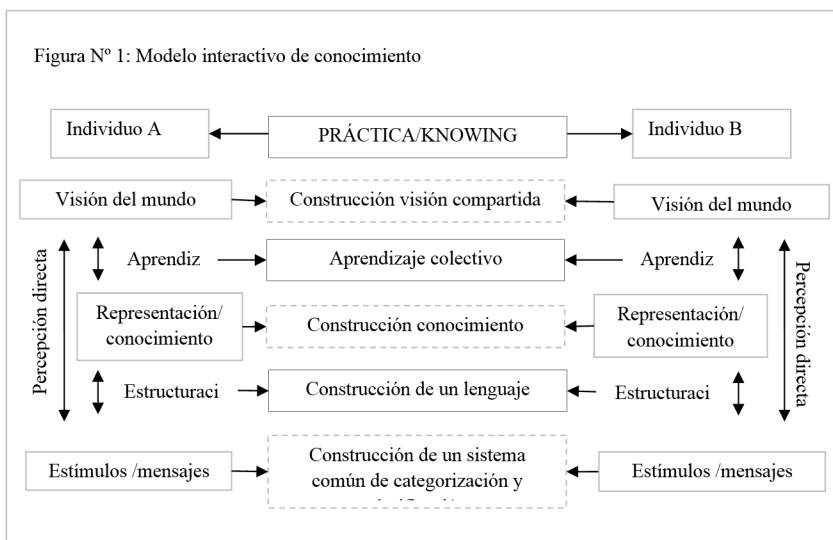 Figura Nº 1: Modelo interactivo de conocimiento
Individuo A
PRÁCTICA/KNOWING
Individuo B
Visión del mundo
Construcción visión compartida
Visión del mundo
Percepción directa
Aprendiz
Aprendizaje colectivo
Aprendiz
Percepción directa
Representación/
conocimiento
Construcción conocimiento
Representación/
conocimiento
Estructuraci
Construcción de un lenguaje
Estructuraci
Estímulos /mensajes
Construcción de un sistema
común de categorización y
Estímulos /mensajes